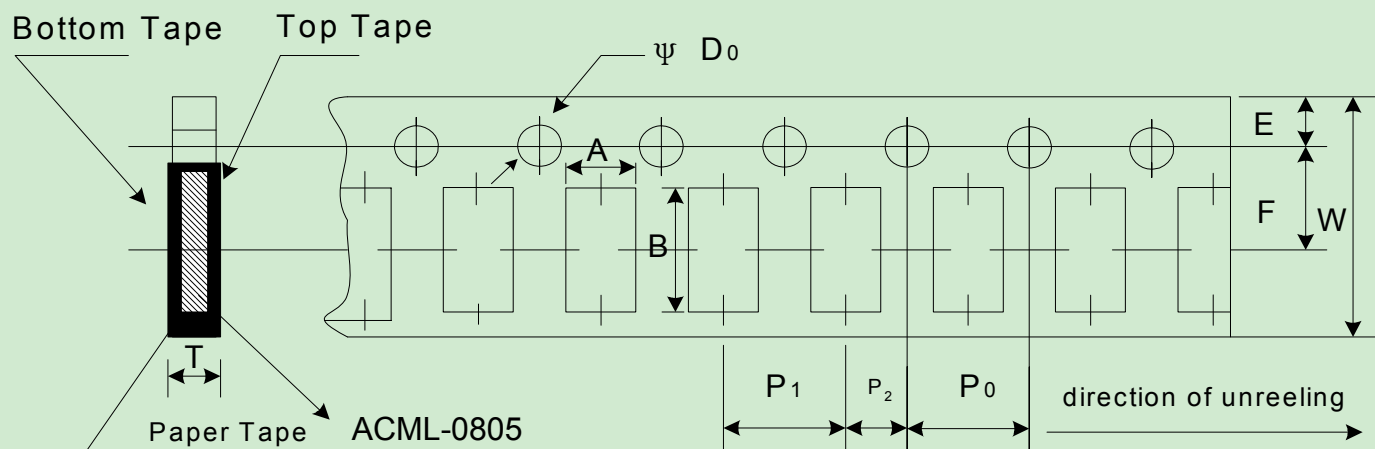 Bottom Tape
Top Tape
Ψ D0
E
A
F
W
B
T
P1
P2
P0
direction of unreeling
Paper Tape
ACML-0805